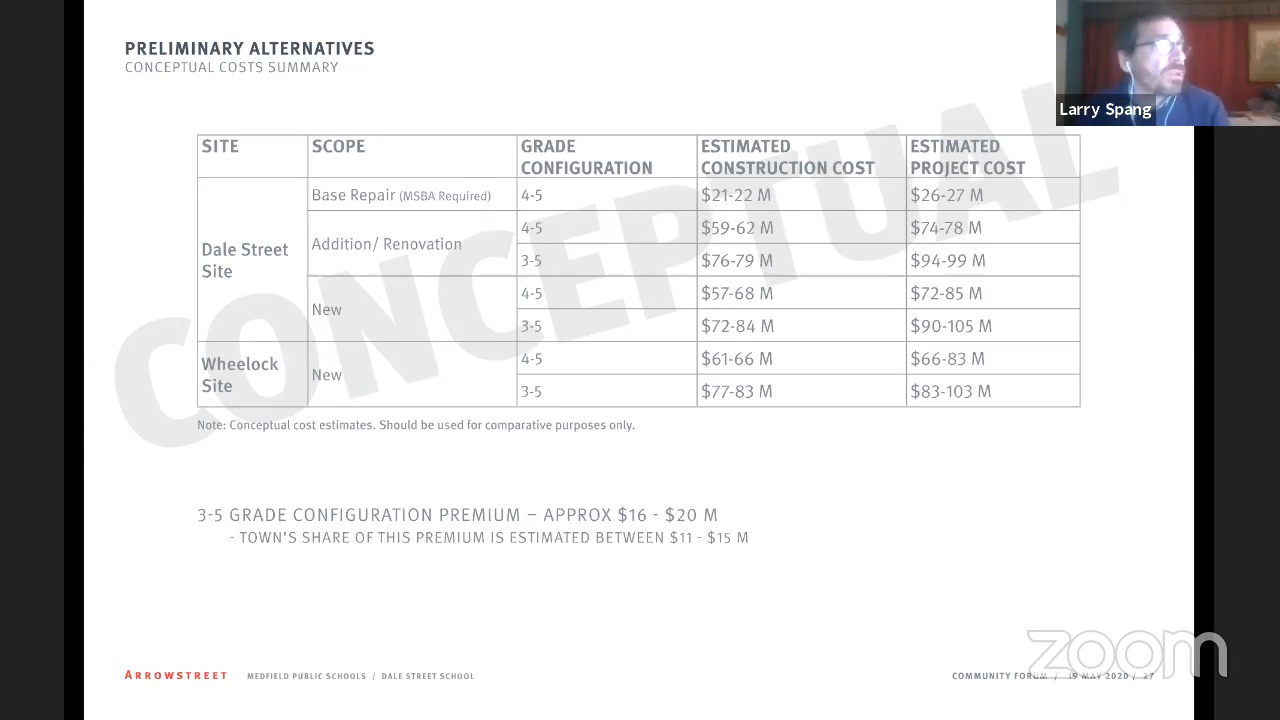 PRELIMINARY ALTERNATIVES
CONCEPTUAL COSTS SUMMARY
Larry Spang
CONCEPTUAL
SITE SCOPE GRADE CONFIGURATION ESTIMATED CONSTRUCTION COST ESTIMATED PROJECT COST
Dale Street Site
Base Repair (MSBA Required) 4-5 $21-22 M $26-27 M
Addition/ Renovation 4-5 $59-62 M $74-78 M
3-5 $76-79 M $94-99 M
New 4-5 $57-68 M $72-85 M
3-5 $72-84 M $90-105 M
Wheelock Site
New 4-5 $61-66 M $66-83 M
3-5 $77-83 M $83-103 M
Note: Conceptual cost estimates. Should be used for comparative purposes only.
3-5 GRADE CONFIGURATION PREMIUM – APPROX $16 - $20 M
- TOWN'S SHARE OF THIS PREMIUM IS ESTIMATED BETWEEN $11 - $15 M
zoom
ARROWSTREET MEDFIELD PUBLIC SCHOOLS / DALE STREET SCHOOL COMMUNITY FORUM / 19 MAY 2020 / 27